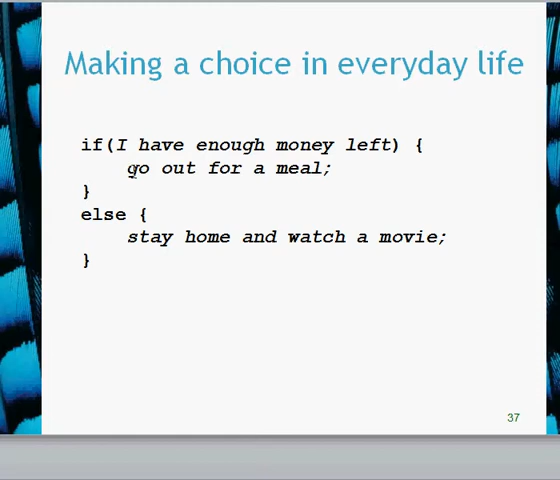 Making a choice in everyday life
if(I have enough money left) {
go out for a meal;
}
else {
stay home and watch a movie;
}
37